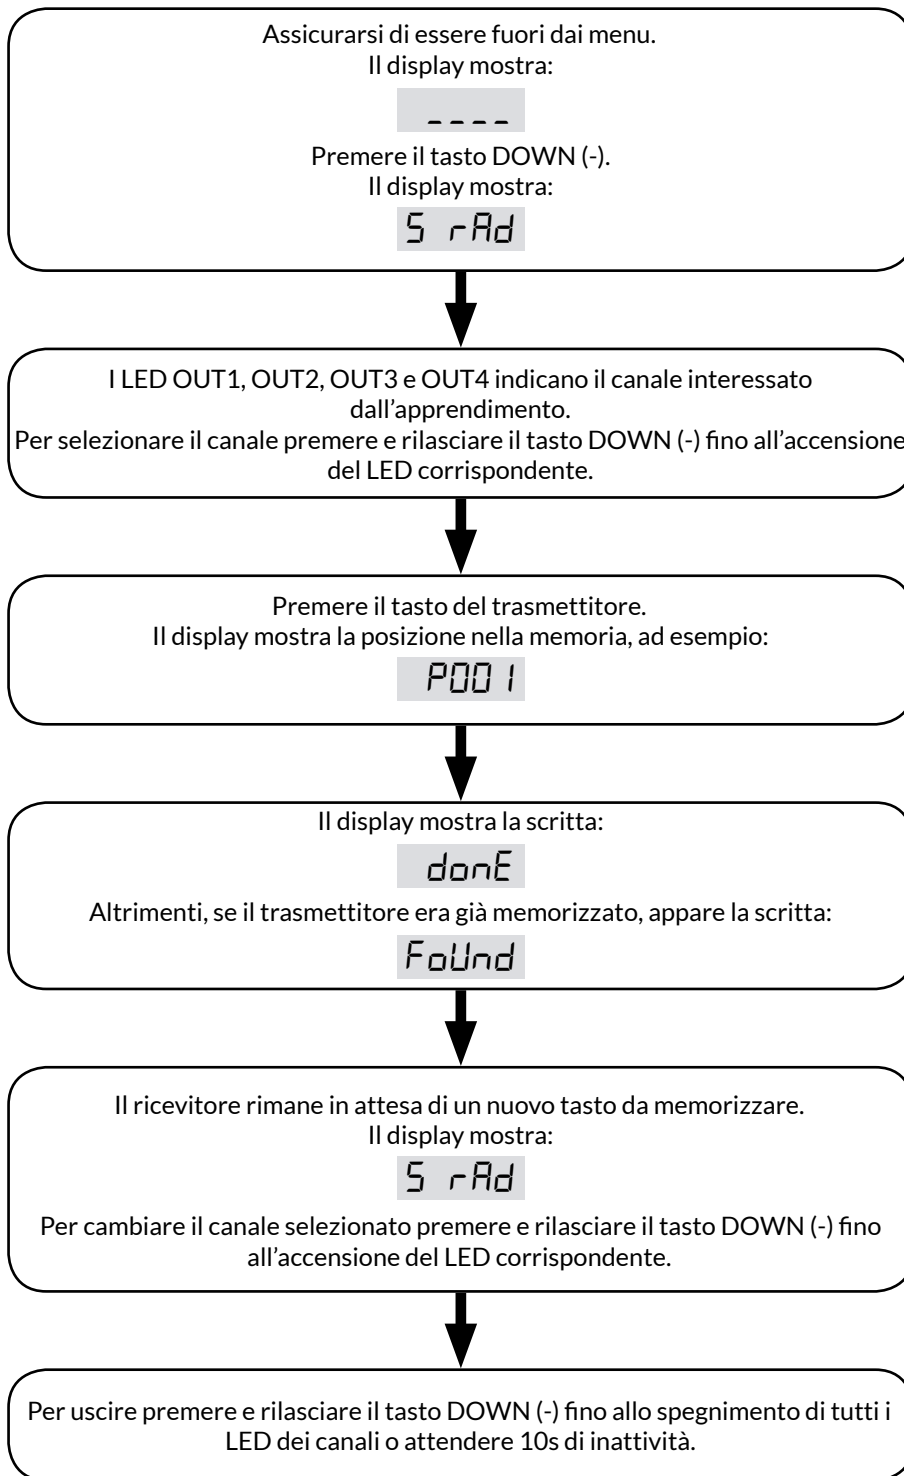 Assicurarsi di essere fuori dai menu.
Il display mostra:
_ _ _ _
Premere il tasto DOWN (-).
Il display mostra:
S rAd
I LED OUT1, OUT2, OUT3 e OUT4 indicano il canale interessato
dall'apprendimento.
Per selezionare il canale premere e rilasciare il tasto DOWN (-) fino all'accensione
del LED corrispondente.
Premere il tasto del trasmettitore.
Il display mostra la posizione nella memoria, ad esempio:
P001
Il display mostra la scritta:
donE
Altrimenti, se il trasmettitore era già memorizzato, appare la scritta:
FoUnd
Il ricevitore rimane in attesa di un nuovo tasto da memorizzare.
Il display mostra:
S rAd
Per cambiare il canale selezionato premere e rilasciare il tasto DOWN (-) fino
all'accensione del LED corrispondente.
Per uscire premere e rilasciare il tasto DOWN (-) fino allo spegnimento di tutti i
LED dei canali o attendere 10s di inattività.